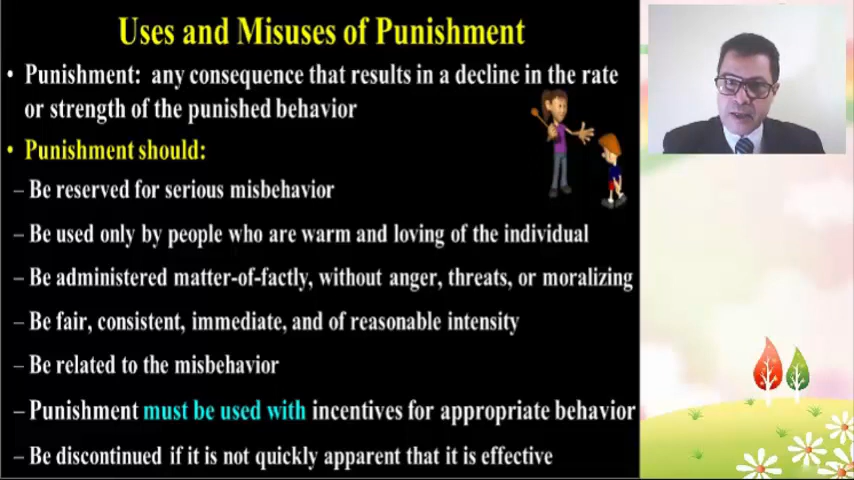 Uses and Misuses of Punishment
• Punishment: any consequence that results in a decline in the rate
or strength of the punished behavior
• Punishment should:
– Be reserved for serious misbehavior
– Be used only by people who are warm and loving of the individual
– Be administered matter-of-factly, without anger, threats, or moralizing
– Be fair, consistent, immediate, and of reasonable intensity
– Be related to the misbehavior
– Punishment must be used with incentives for appropriate behavior
– Be discontinued if it is not quickly apparent that it is effective